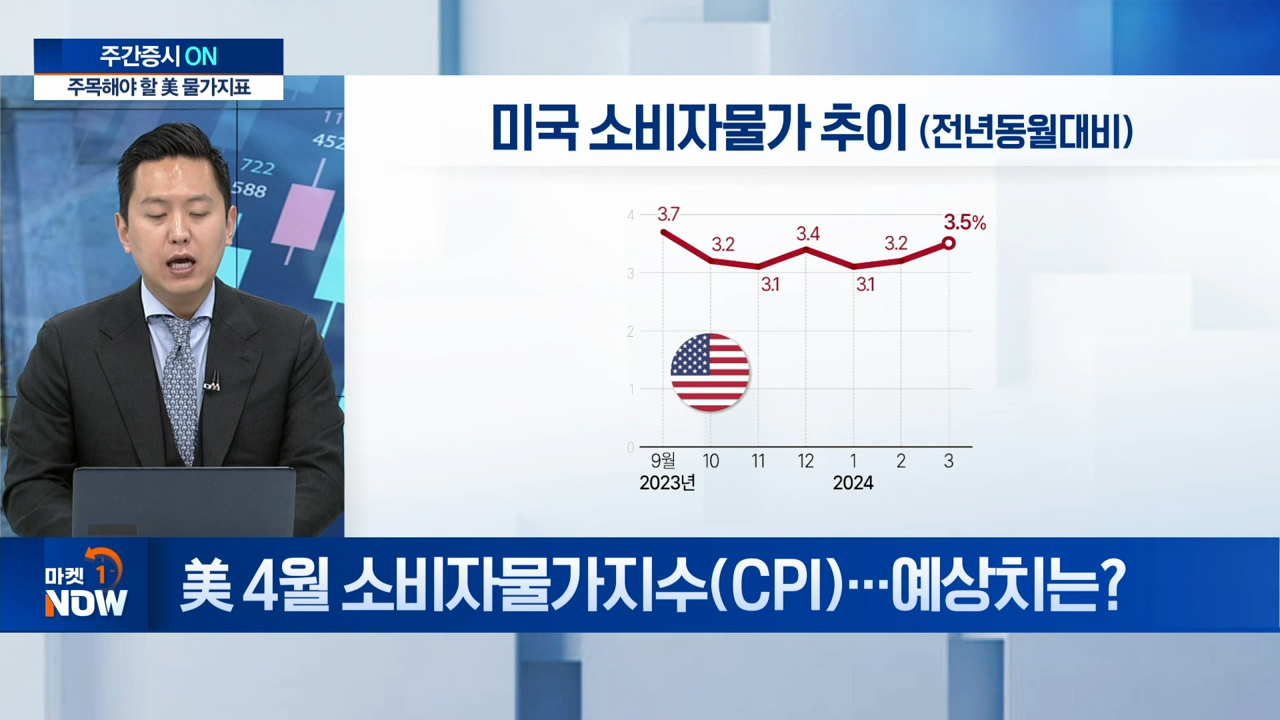 주간증시 ON
주목해야 할 美 물가지표
미국 소비자물가 추이 (전년동월대비)
452
722
588
4
3.7
3.2
3.1
3.4
3.1
3.2
3.5%
3
2
1
0
9월 10 11 12 1 2 3
2023년 2024
마켓 1
NOW
美 4월 소비자물가지수(CPI)…예상치는?